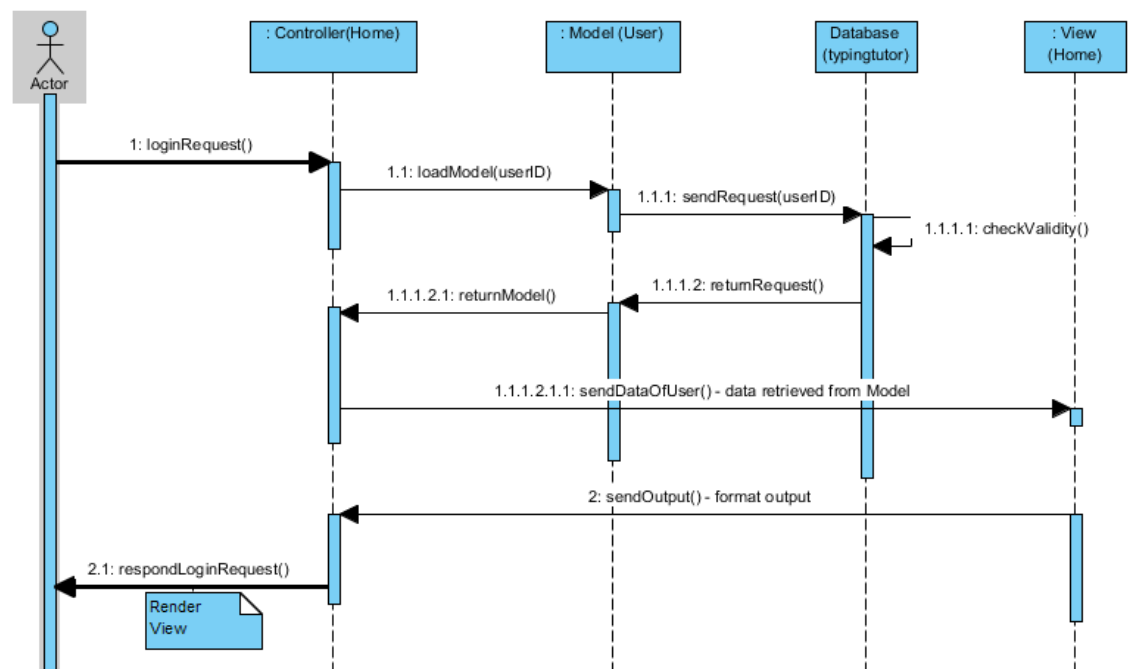 Actor
: Controller(Home)
: Model (User)
Database
(typingtutor)
: View
(Home)
1: loginRequest()
1.1: loadModel(userID)
1.1.1: sendRequest(userID)
1.1.1.1: checkValidity()
1.1.1.2: returnRequest()
1.1.1.2.1: returnModel()
1.1.1.2.1.1: sendDataOfUser() - data retrieved from Model
2: sendOutput() - format output
2.1: respondLoginRequest()
Render
View